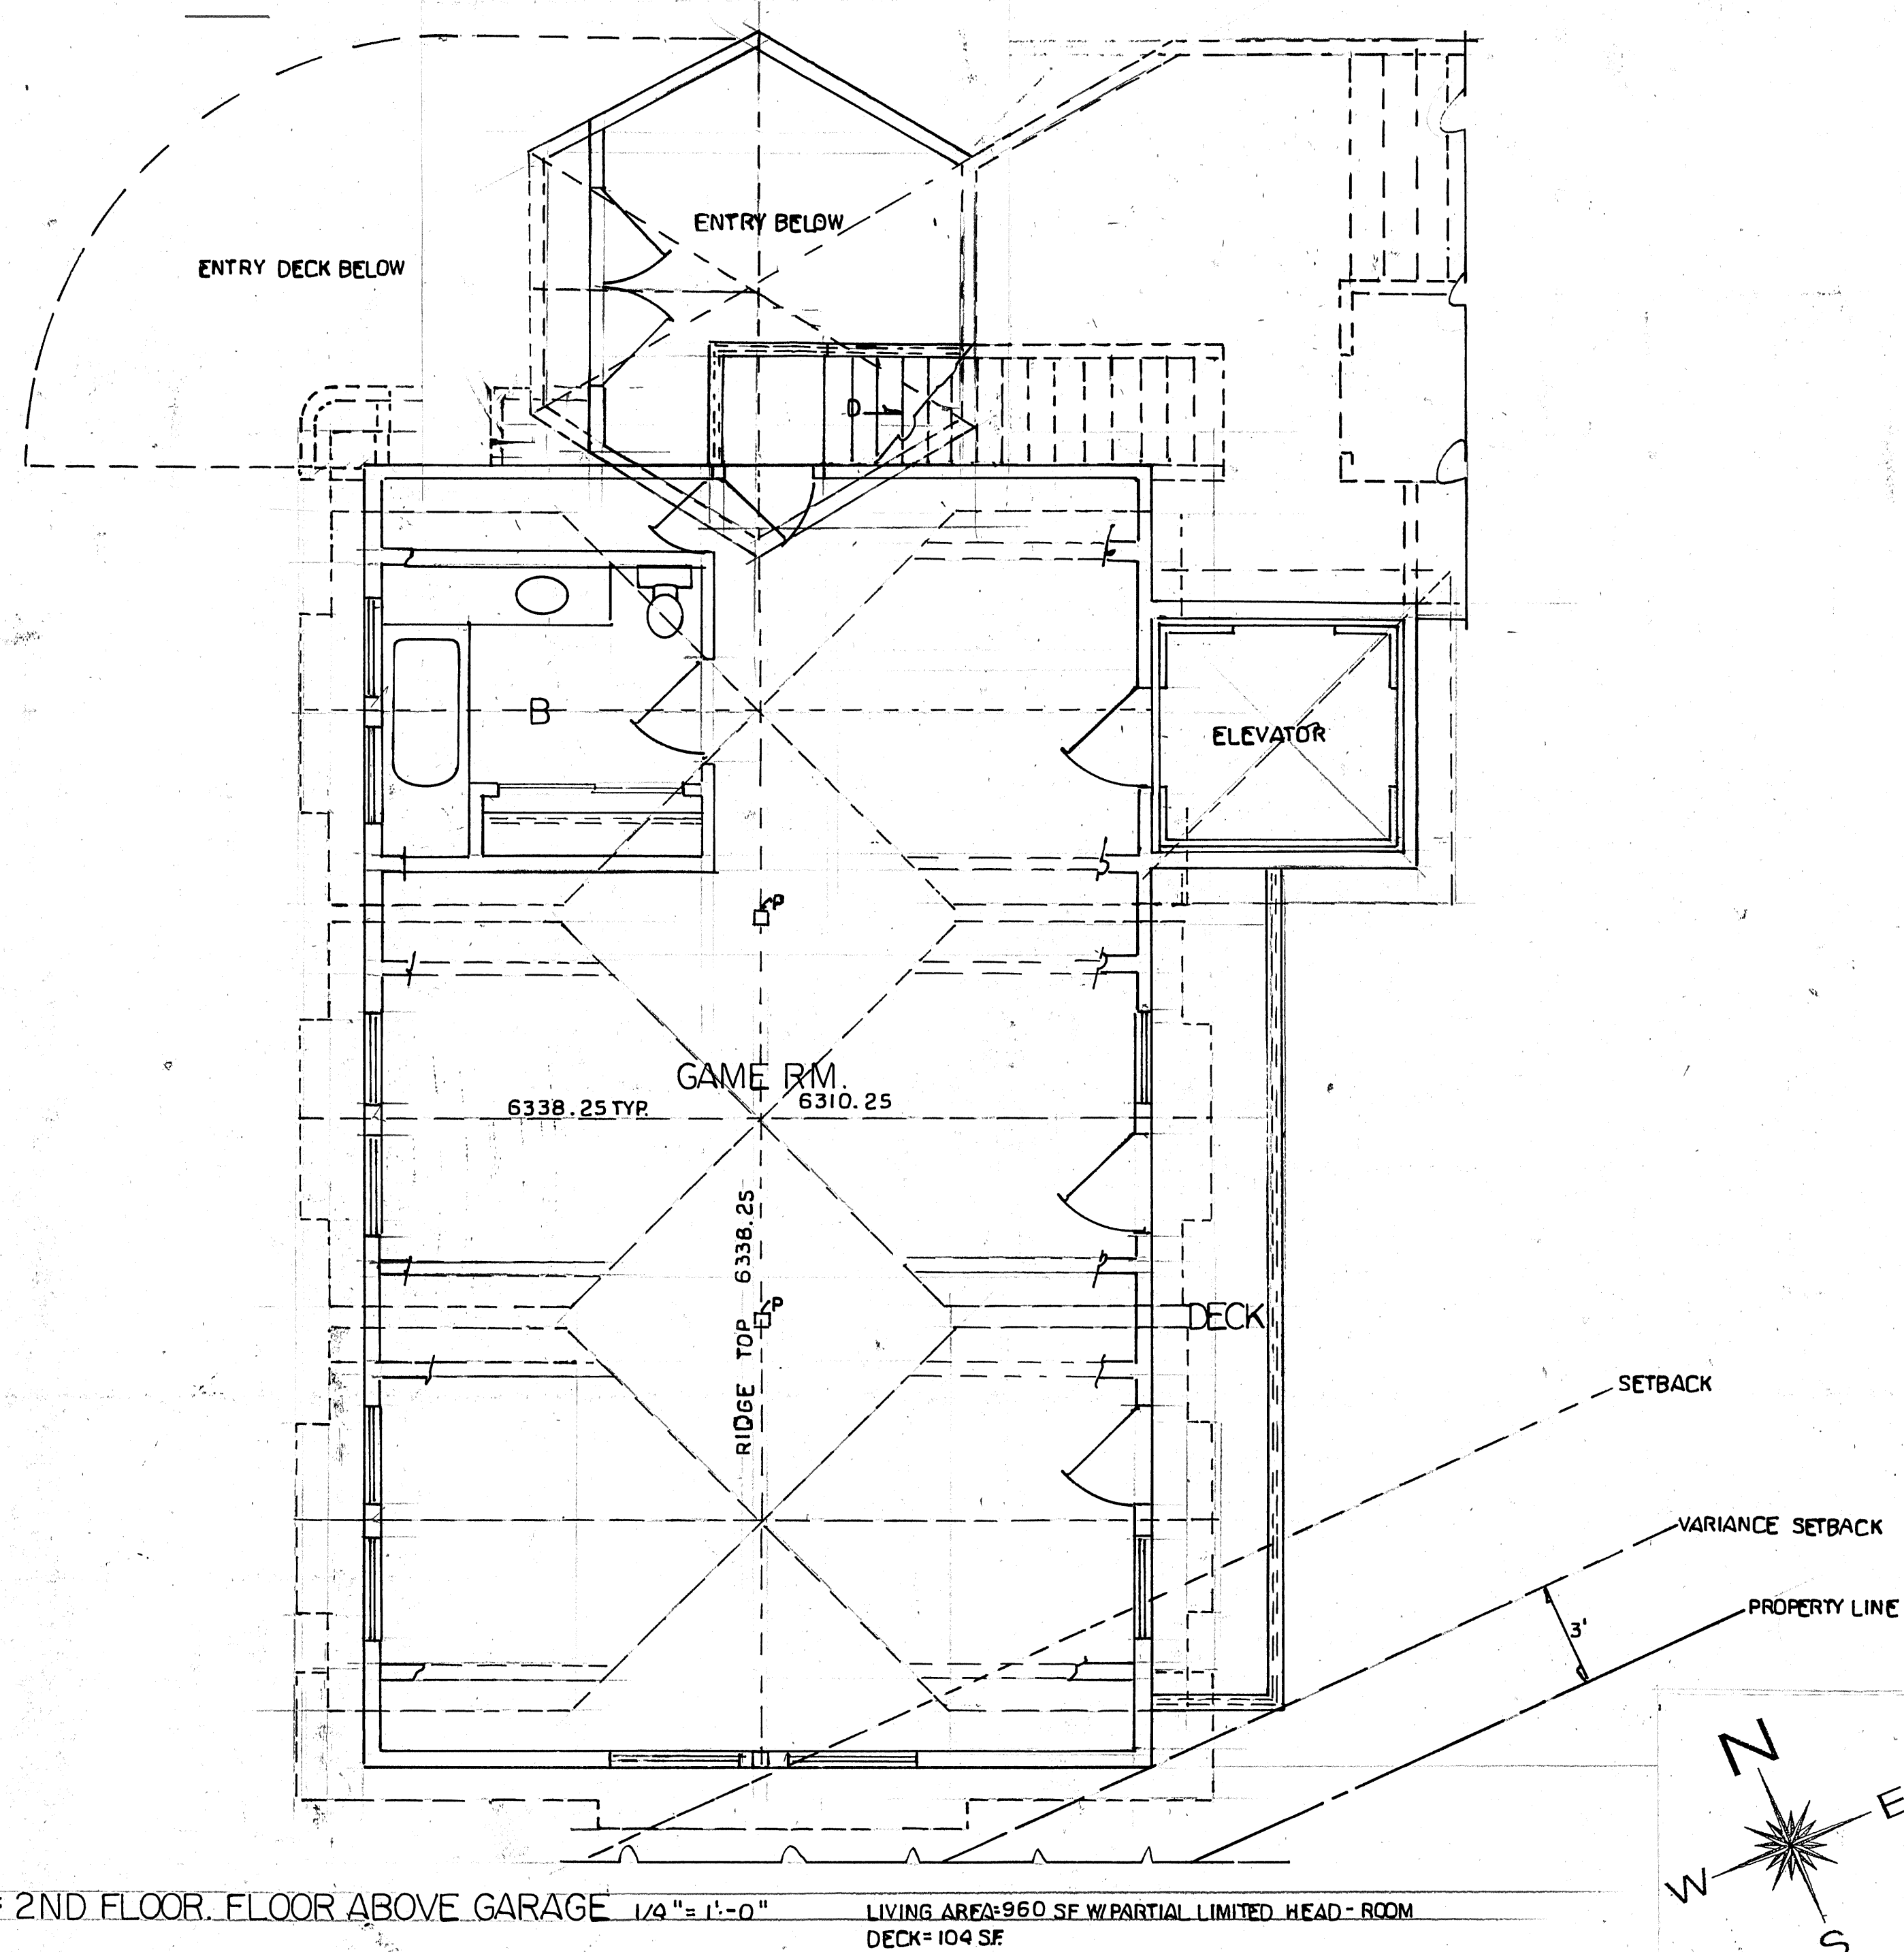 ENTRY BELOW
ENTRY DECK BELOW
D
B
ELEVATOR
P
GAME RM.
6338.25 TYP.
6310.25
RIDGE TOP 6338.25
P
DECK
SETBACK
VARIANCE SETBACK
PROPERTY LINE
3'
N
E
W
S
2ND FLOOR. FLOOR ABOVE GARAGE 1/4"= 1'-0"
LIVING AREA=960 SF W/PARTIAL LIMITED HEAD-ROOM
DECK= 104 S.F.